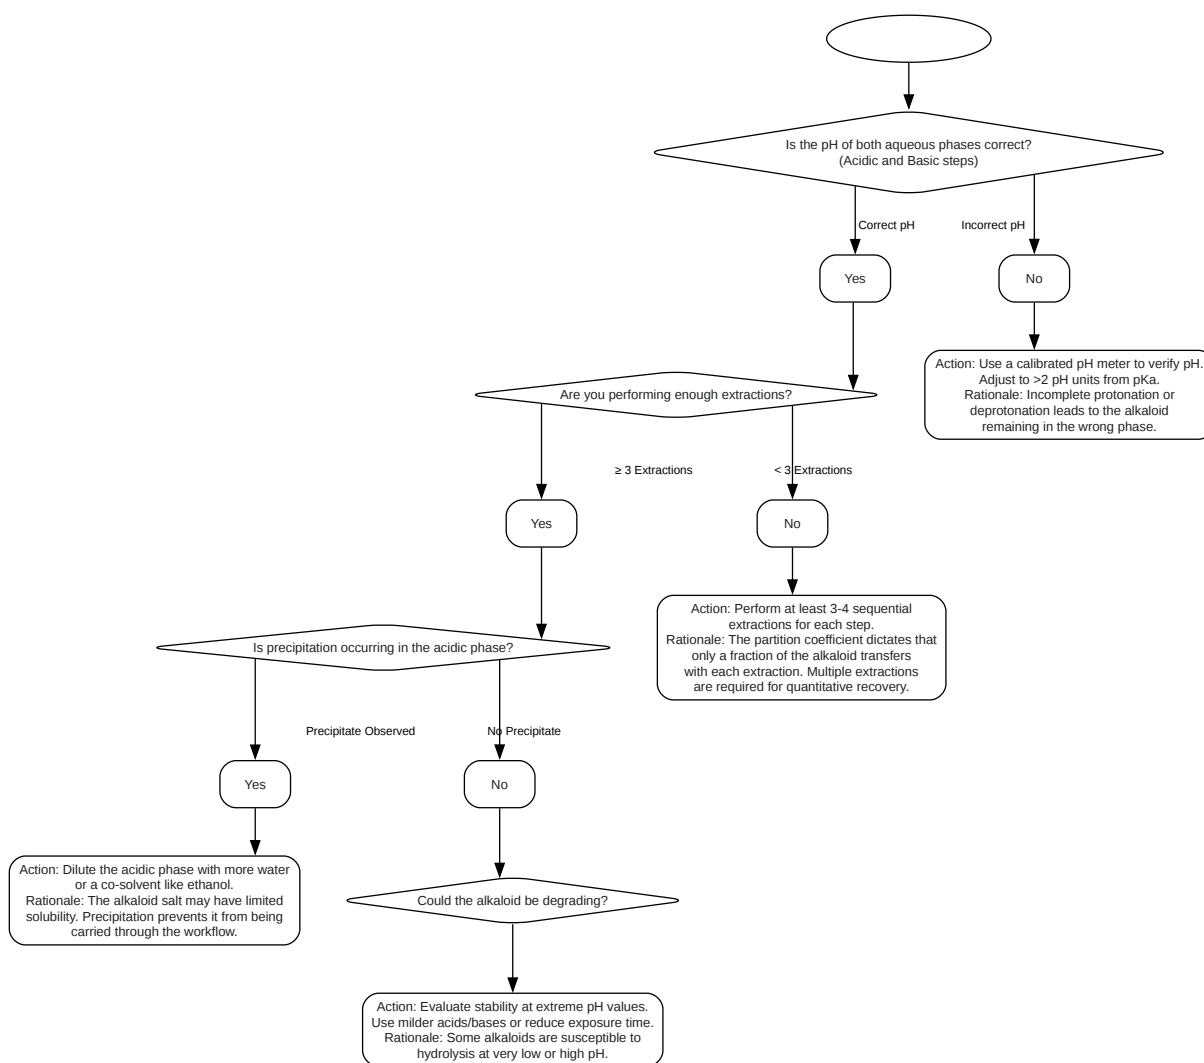 Is the pH of both aqueous phases correct?
(Acidic and Basic steps)
Correct pH
Incorrect pH
Yes
No
Action: Use a calibrated pH meter to verify pH.
Adjust to >2 pH units from pKa.
Rationale: Incomplete protonation or
deprotonation leads to the alkaloid
remaining in the wrong phase.
Are you performing enough extractions?
≥ 3 Extractions
< 3 Extractions
Yes
No
Action: Perform at least 3-4 sequential
extractions for each step.
Rationale: The partition coefficient dictates that
only a fraction of the alkaloid transfers
with each extraction. Multiple extractions
are required for quantitative recovery.
Is precipitation occurring in the acidic phase?
Precipitate Observed
No Precipitate
Yes
No
Action: Dilute the acidic phase with more water
or a co-solvent like ethanol.
Rationale: The alkaloid salt may have limited
solubility. Precipitation prevents it from being
carried through the workflow.
Could the alkaloid be degrading?
Action: Evaluate stability at extreme pH values.
Use milder acids/bases or reduce exposure time.
Rationale: Some alkaloids are susceptible to
hydrolysis at very low or high pH.